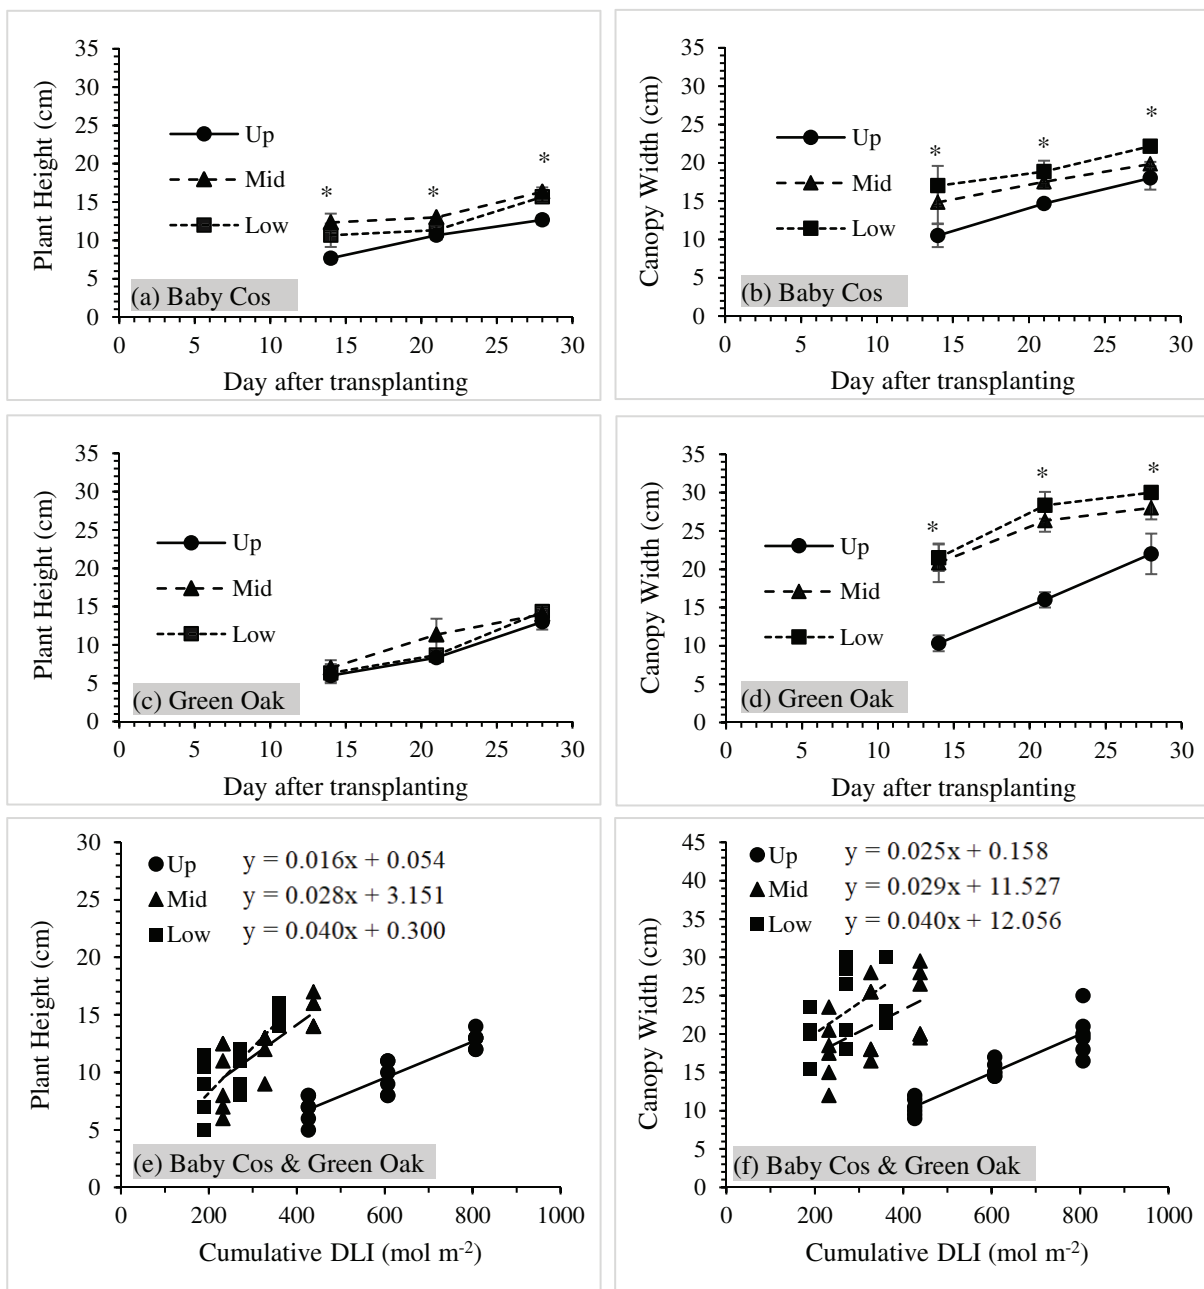 35
30
25
20
15
10
5
0
Plant Height (cm)
Up
Mid
Low
*
*
*
(a) Baby Cos
0
5
10
15
20
25
30
Day after transplanting
35
30
25
20
15
10
5
0
Canopy Width (cm)
Up
Mid
Low
*
*
*
(b) Baby Cos
0
5
10
15
20
25
30
Day after transplanting
35
30
25
20
15
10
5
0
Plant Height (cm)
Up
Mid
Low
(c) Green Oak
0
5
10
15
20
25
30
Day after transplanting
35
30
25
20
15
10
5
0
Canopy Width (cm)
Up
Mid
Low
*
*
*
(d) Green Oak
0
5
10
15
20
25
30
Day after transplanting
30
25
20
15
10
5
0
Plant Height (cm)
Up y = 0.016x + 0.054
Mid y = 0.028x + 3.151
Low y = 0.040x + 0.300
(e) Baby Cos & Green Oak
0
200
400
600
800
1000
Cumulative DLI (mol m-2)
45
40
35
30
25
20
15
10
5
0
Canopy Width (cm)
Up y = 0.025x + 0.158
Mid y = 0.029x + 11.527
Low y = 0.040x + 12.056
(f) Baby Cos & Green Oak
0
200
400
600
800
1000
Cumulative DLI (mol m-2)